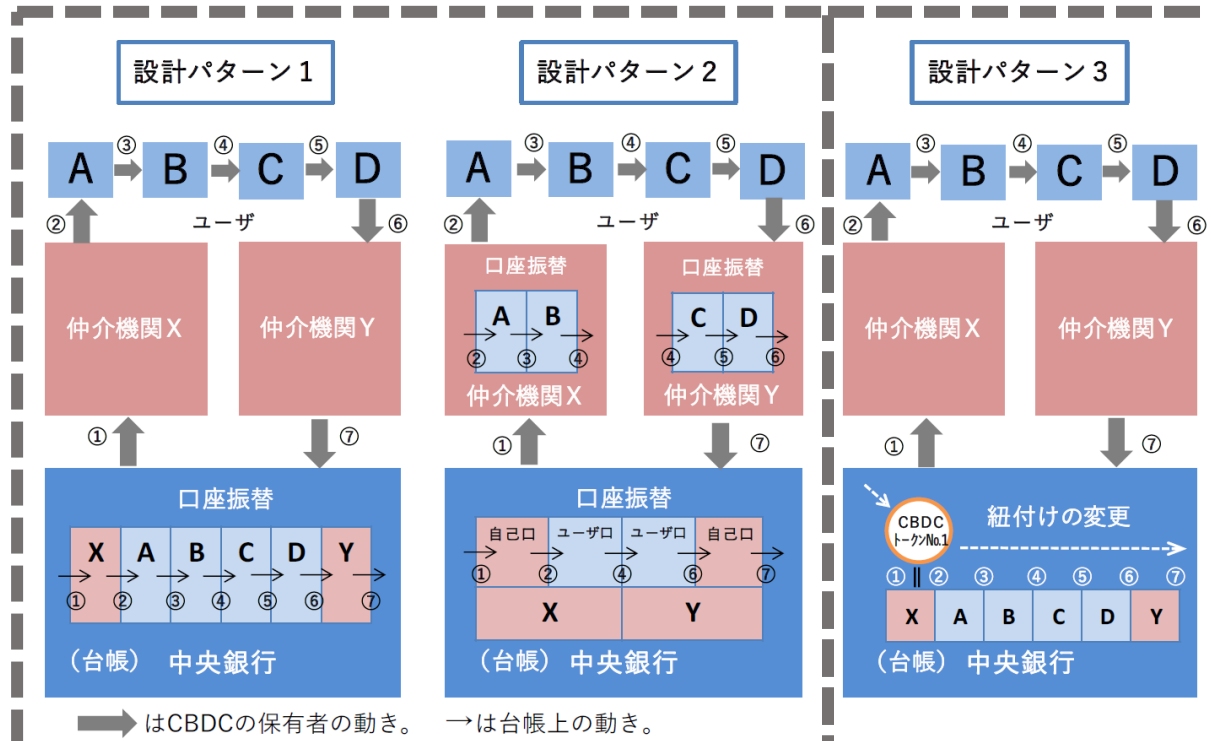 設計パターン1
A
③
B
④
C
⑤
D
②
ユーザ
⑥
仲介機関X
仲介機関Y
①
⑦
口座振替
X
A
B
C
D
Y
①
②
③
④
⑤
⑥
⑦
(台帳) 中央銀行
設計パターン2
A
③
B
④
C
⑤
D
②
ユーザ
⑥
口座振替
A
B
②
③
④
仲介機関X
口座振替
C
D
④
⑤
⑥
仲介機関Y
①
⑦
口座振替
自己口
ユーザ口
ユーザ口
自己口
①
②
④
⑥
⑦
X
Y
(台帳) 中央銀行
設計パターン3
A
③
B
④
C
⑤
D
②
ユーザ
⑥
仲介機関X
仲介機関Y
①
⑦
CBDC
トークンNo.1
紐付けの変更
①
②
③
④
⑤
⑥
⑦
X
A
B
C
D
Y
(台帳) 中央銀行
はCBDCの保有者の動き。
→は台帳上の動き。